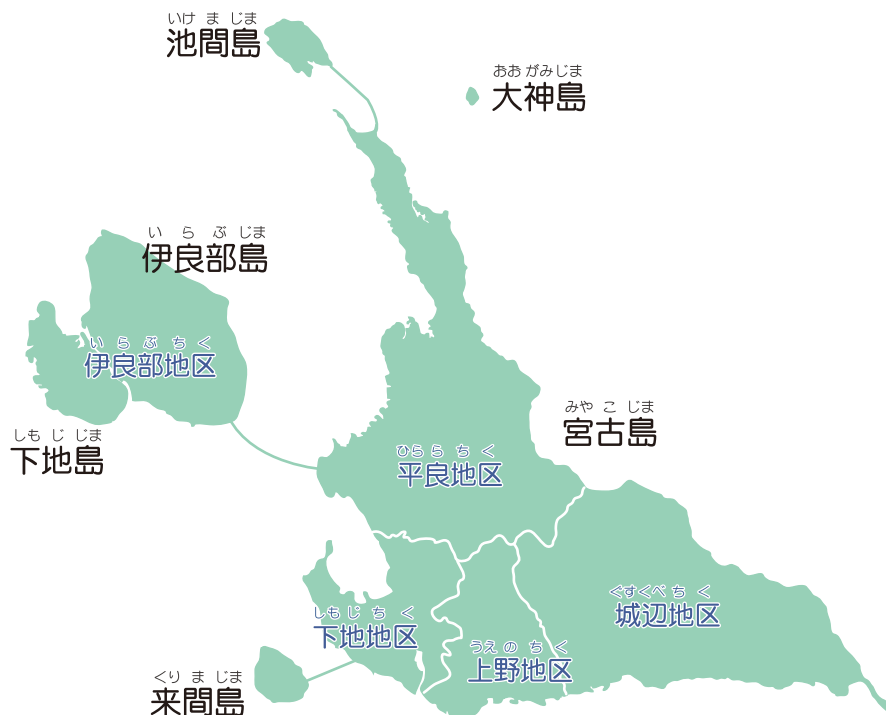 いけ ま じま
池間島
おお がみ じま
大神島
い ら ぶ じま
伊良部島
い ら ぶ ち く
伊良部地区
みや こ じま
宮古島
しも じ じま
下地島
ひら ら ち く
平良地区
ぐすくべ ち く
城辺地区
しも じ ち く
下地地区
うえ の ち く
上野地区
くり ま じま
来間島